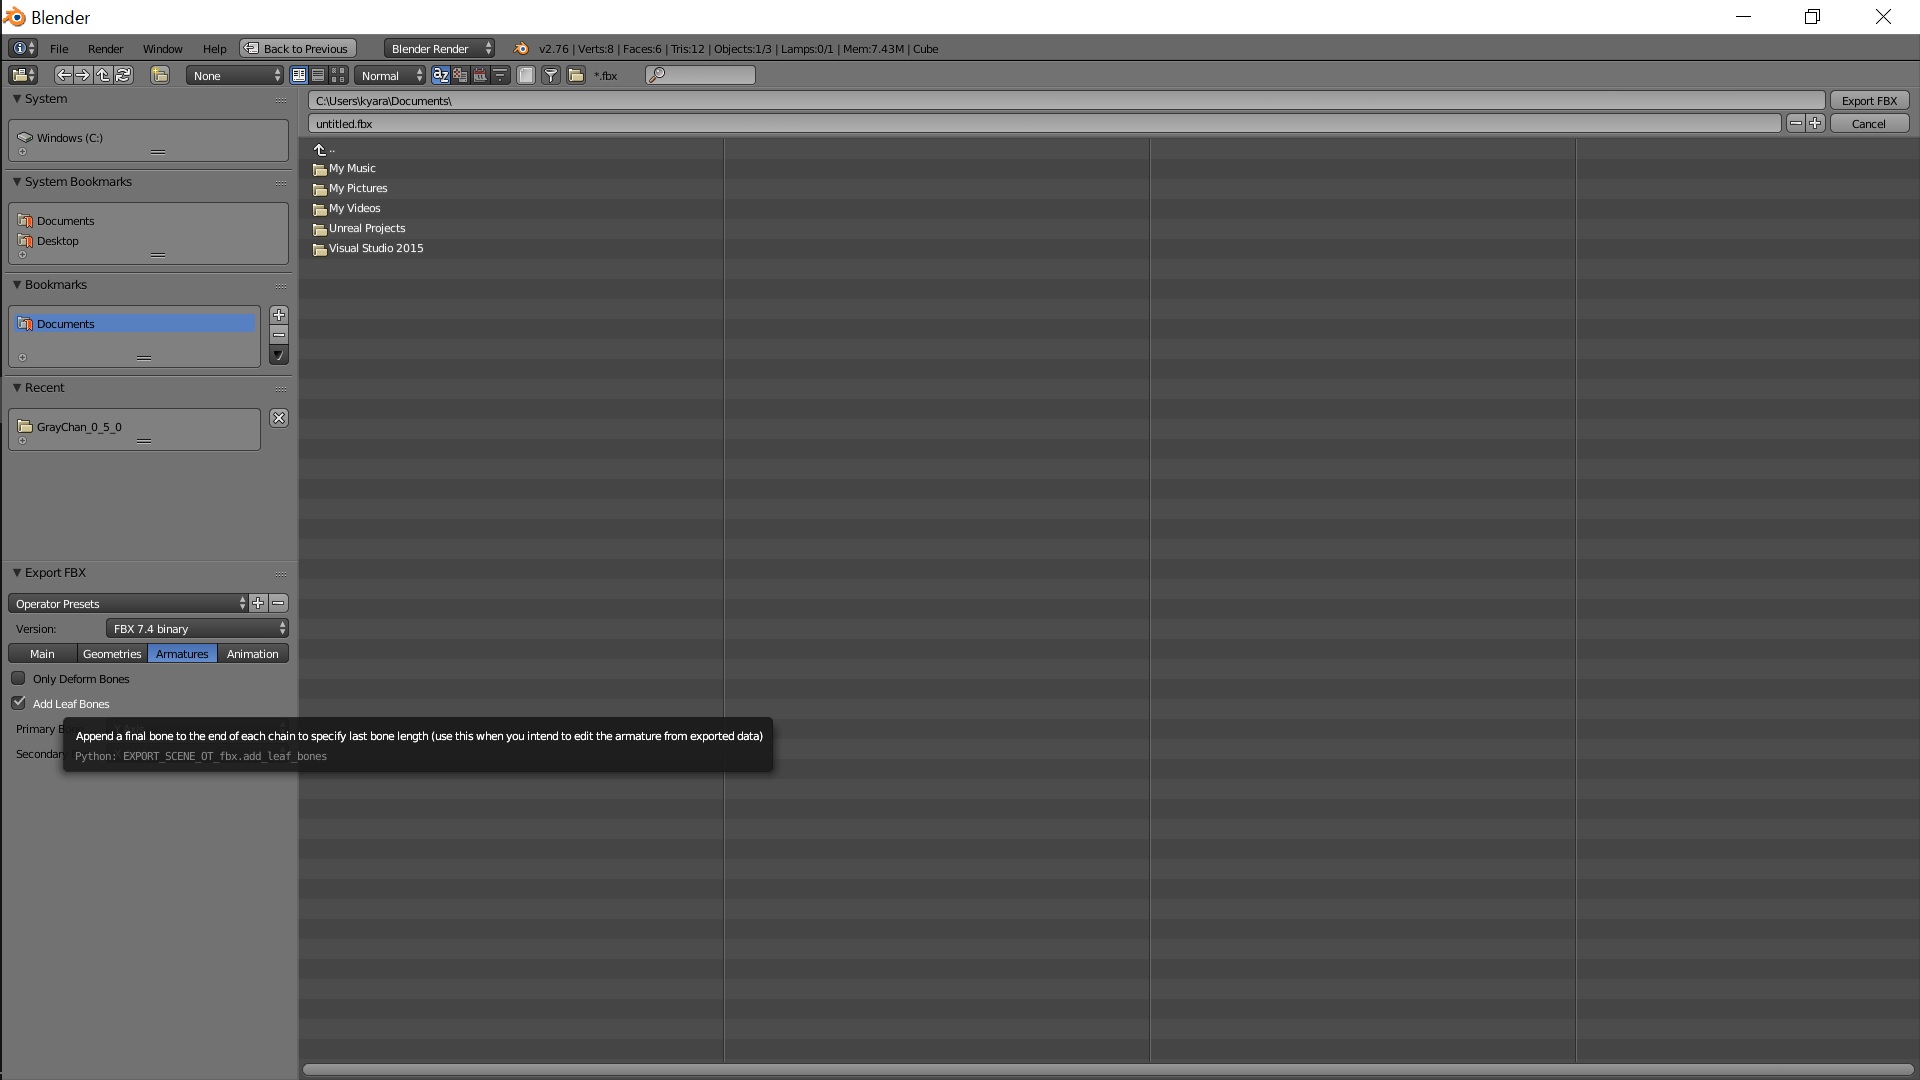 Blender
File Render Window Help Back to Previous Blender Render v2.76 | Verts:8 | Faces:6 | Tris:12 | Objects:1/3 | Lamps:0/1 | Mem:7.43M | Cube
None Normal *.fbx
System
Windows (C:)
System Bookmarks
Documents
Desktop
Bookmarks
Documents
Recent
GrayChan_0_5_0
Export FBX
Operator Presets
Version: FBX 7.4 binary
Main Geometries Armatures Animation
Only Deform Bones
Add Leaf Bones
Primary
Secondary
Append a final bone to the end of each chain to specify last bone length (use this when you intend to edit the armature from exported data)
Python: EXPORT_SCENE_OT_fbx.add_leaf_bones
C:\Users\kyara\Documents\ Export FBX
untitled.fbx Cancel
..
My Music
My Pictures
My Videos
Unreal Projects
Visual Studio 2015